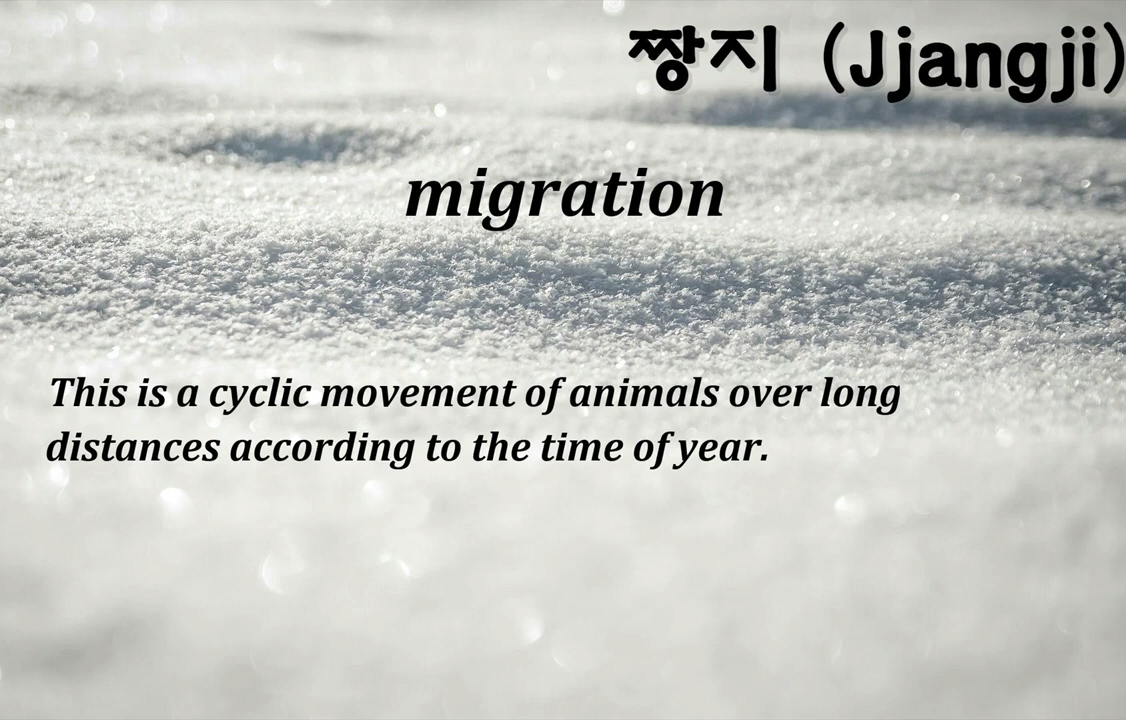 짱지 (Jjangji)
migration
This is a cyclic movement of animals over long
distances according to the time of year.